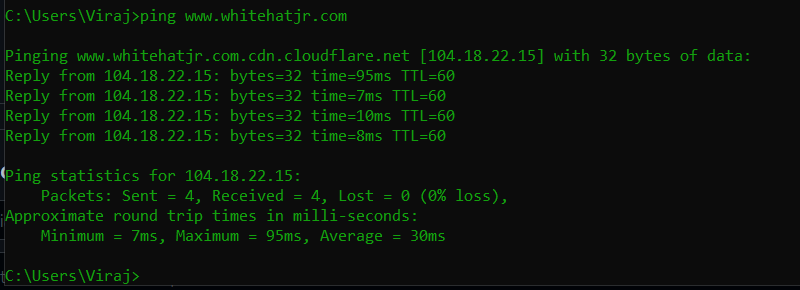 C:\Users\Viraj>ping www.whitehatjr.com
Pinging www.whitehatjr.com.cdn.cloudflare.net [104.18.22.15] with 32 bytes of data:
Reply from 104.18.22.15: bytes=32 time=95ms TTL=60
Reply from 104.18.22.15: bytes=32 time=7ms TTL=60
Reply from 104.18.22.15: bytes=32 time=10ms TTL=60
Reply from 104.18.22.15: bytes=32 time=8ms TTL=60
Ping statistics for 104.18.22.15:
    Packets: Sent = 4, Received = 4, Lost = 0 (0% loss),
Approximate round trip times in milli-seconds:
    Minimum = 7ms, Maximum = 95ms, Average = 30ms
C:\Users\Viraj>